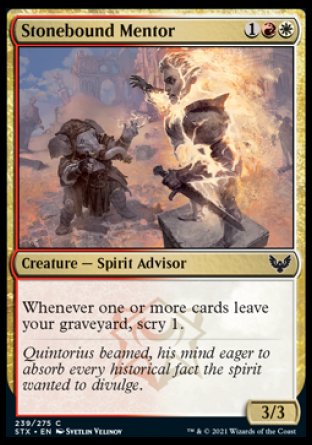 Stonebound Mentor 1
Creature — Spirit Advisor
Whenever one or more cards leave
your graveyard, scry 1.
Quintorius beamed, his mind eager to
absorb every historical fact the spirit
wanted to divulge.
3/3
239/275 C
STX • EN Svetlin Velinov
™ & © 2021 Wizards of the Coast